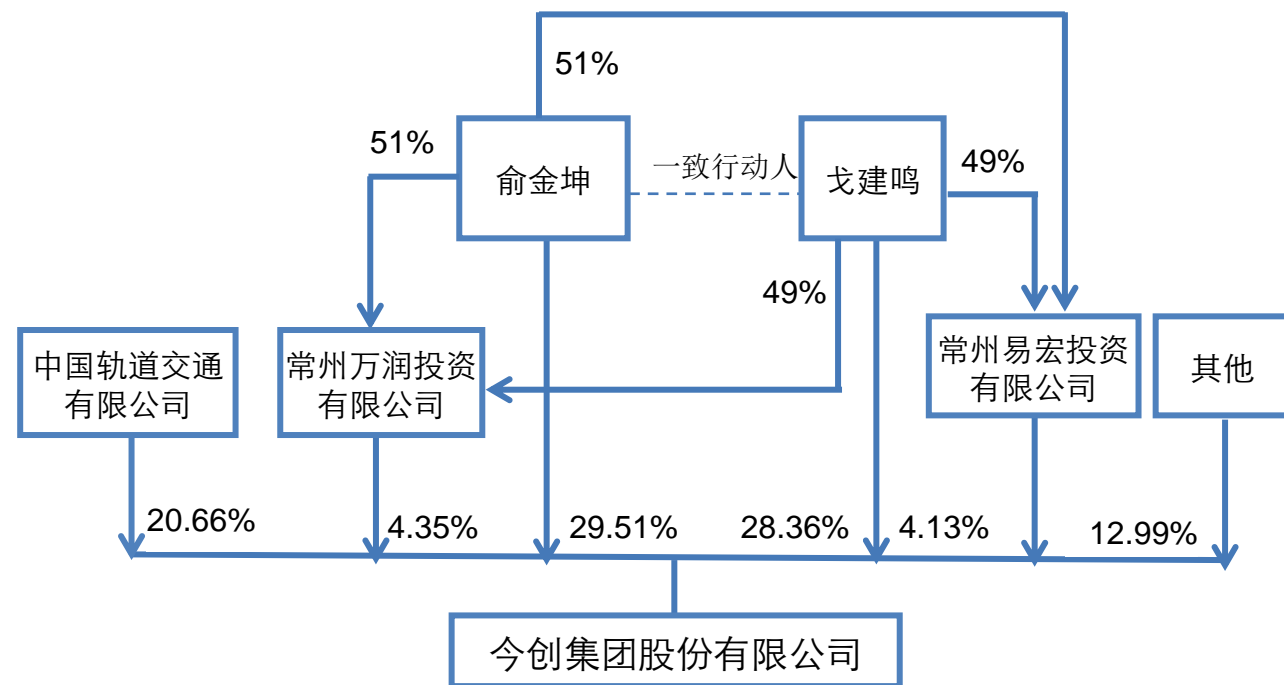 51%
51%
俞金坤
一致行动人
戈建鸣
49%
49%
中国轨道交通
有限公司
常州万润投资
有限公司
常州易宏投资
有限公司
其他
20.66%
4.35%
29.51%
28.36%
4.13%
12.99%
今创集团股份有限公司